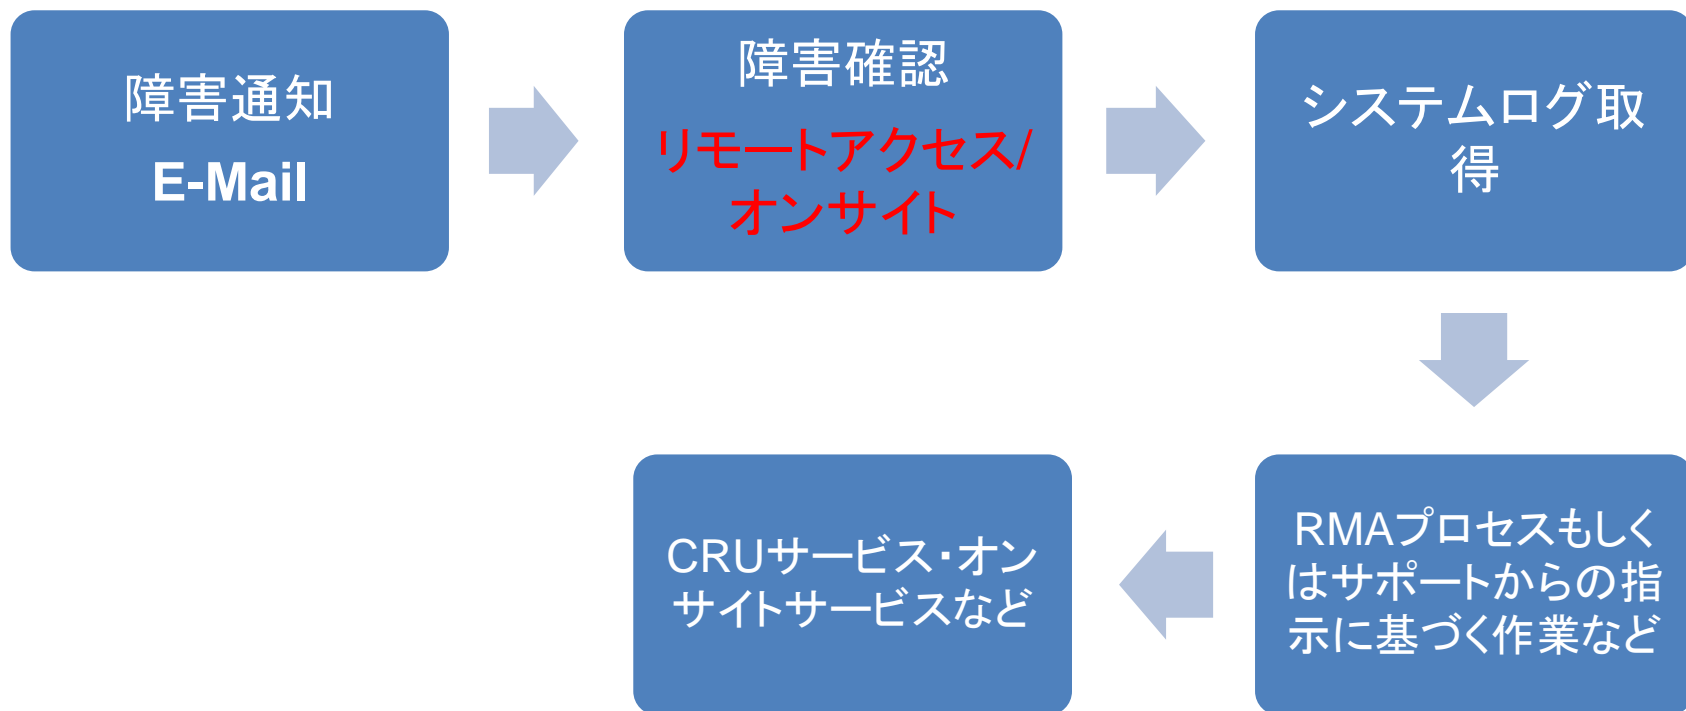 障害通知
E-Mail
障害確認
リモートアクセス/
オンサイト
システムログ取
得
RMAプロセスもしく
はサポートからの指
示に基づく作業など
CRUサービス・オン
サイトサービスなど